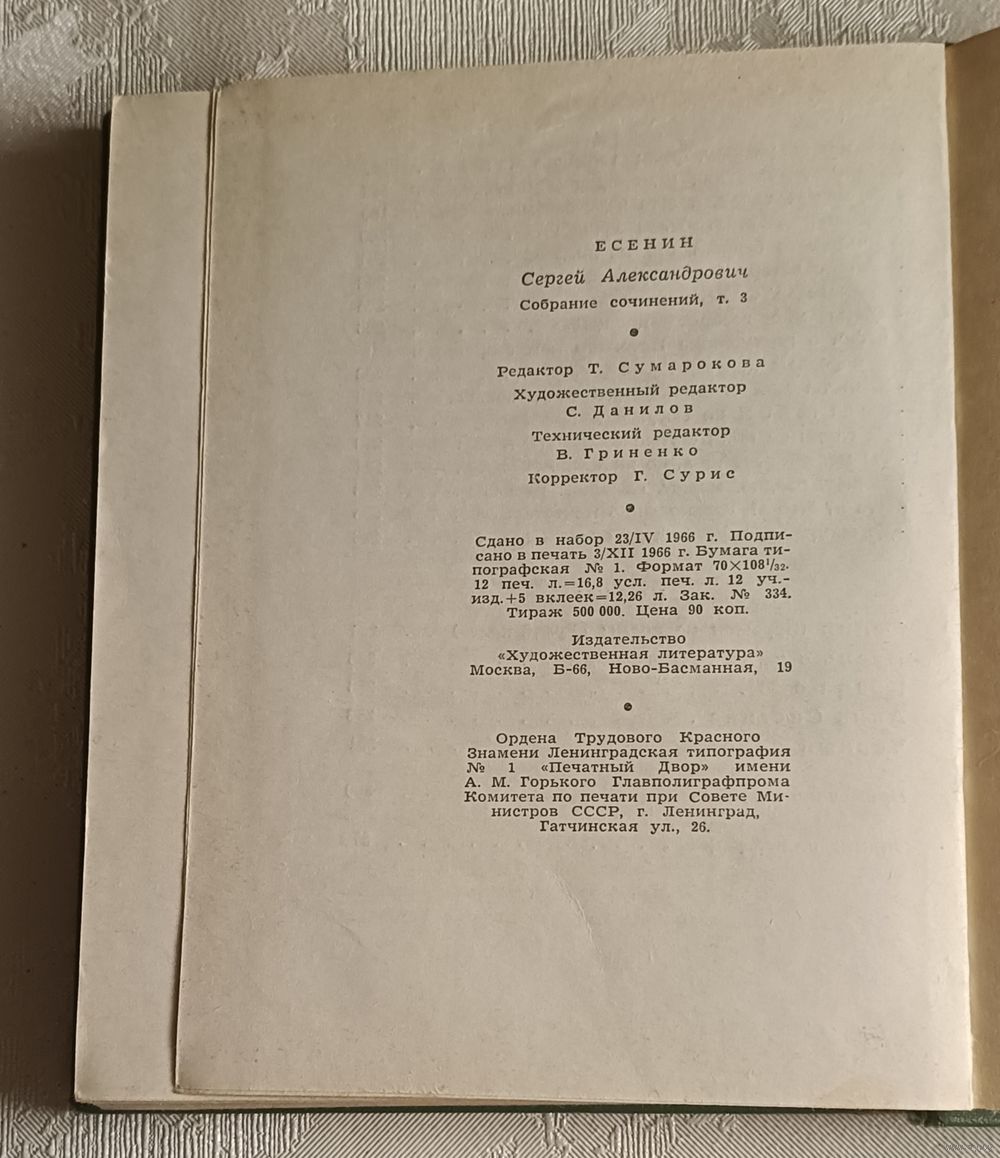 ЕСЕНИН
Сергей Александрович
Собрание сочинений, т. 3
Редактор Т. Сумарокова
Художественный редактор
С. Данилов
Технический редактор
В. Гриненко
Корректор Г. Сурис
Сдано в набор 23/IV 1966 г. Подпи-
сано в печать 3/XII 1966 г. Бумага ти-
пографская № 1. Формат 70×108¹/₃₂.
12 печ. л.=16,8 усл. печ. л. 12 уч.-
изд.+5 вклеек=12,26 л. Зак. № 334.
Тираж 500 000. Цена 90 коп.
Издательство
«Художественная литература»
Москва, Б-66, Ново-Басманная, 19
Ордена Трудового Красного
Знамени Ленинградская типография
№ 1 «Печатный Двор» имени
А. М. Горького Главполиграфпрома
Комитета по печати при Совете Ми-
нистров СССР, г. Ленинград,
Гатчинская ул., 26.